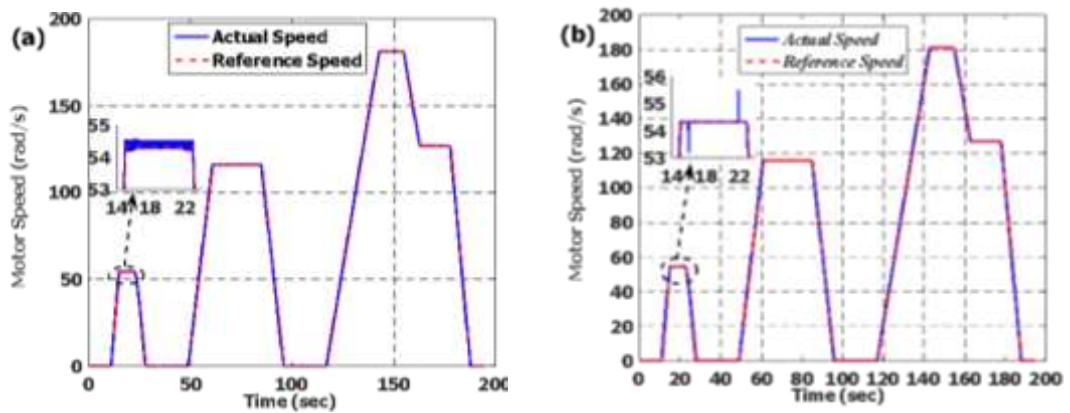 (a)
Actual Speed
Reference Speed
Motor Speed (rad/s)
200
150
100
50
0
55
54
53
14 18 22
0 50 100 150 200
Time (sec)
(b)
Actual Speed
Reference Speed
Motor Speed (rad/s)
200
180
160
140
120
100
80
60
40
20
0
56
55
54
53
14 18 22
0 20 40 60 80 100 120 140 160 180 200
Time (sec)